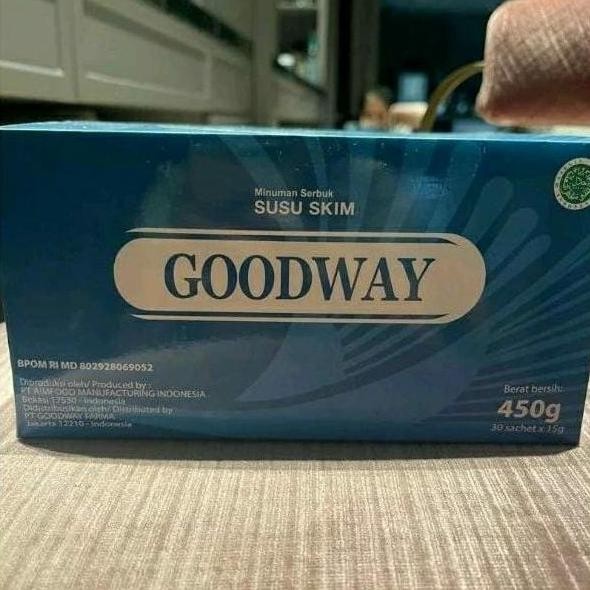 Minuman Serbuk
SUSU SKIM
GOODWAY
BPOM RI MD 802928069052
Diproduksi oleh/ Produced by :
PT AIMFOOD MANUFACTURING INDONESIA
Bekasi 17530 - Indonesia
Didistribusikan oleh/ Distributed by
PT GOODWAY FARMA
Jakarta 12210 - Indonesia
Berat bersih:
450g
30 sachet x 15g